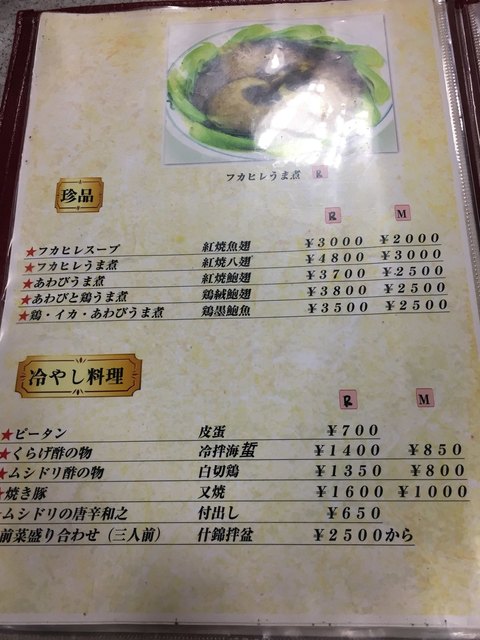 フカヒレうま煮 R
珍品
R M
★フカヒレスープ 紅焼魚翅 ¥3000 ¥2000
★フカヒレうま煮 紅焼八翅 ¥4800 ¥3000
★あわびうま煮 紅焼鮑翅 ¥3700 ¥2500
★あわびと鶏うま煮 鶏絨鮑翅 ¥3800 ¥2500
★鶏・イカ・あわびうま煮 鶏墨鮑魚 ¥3500 ¥2500
冷やし料理
R M
★ピータン 皮蛋 ¥700
★くらげ酢の物 冷拌海蜇 ¥1400 ¥850
★ムシドリ酢の物 白切鶏 ¥1350 ¥800
★焼き豚 叉焼 ¥1600 ¥1000
★ムシドリの唐辛和之 付出し ¥650
前菜盛り合わせ（三人前） 什錦拌盆 ¥2500から